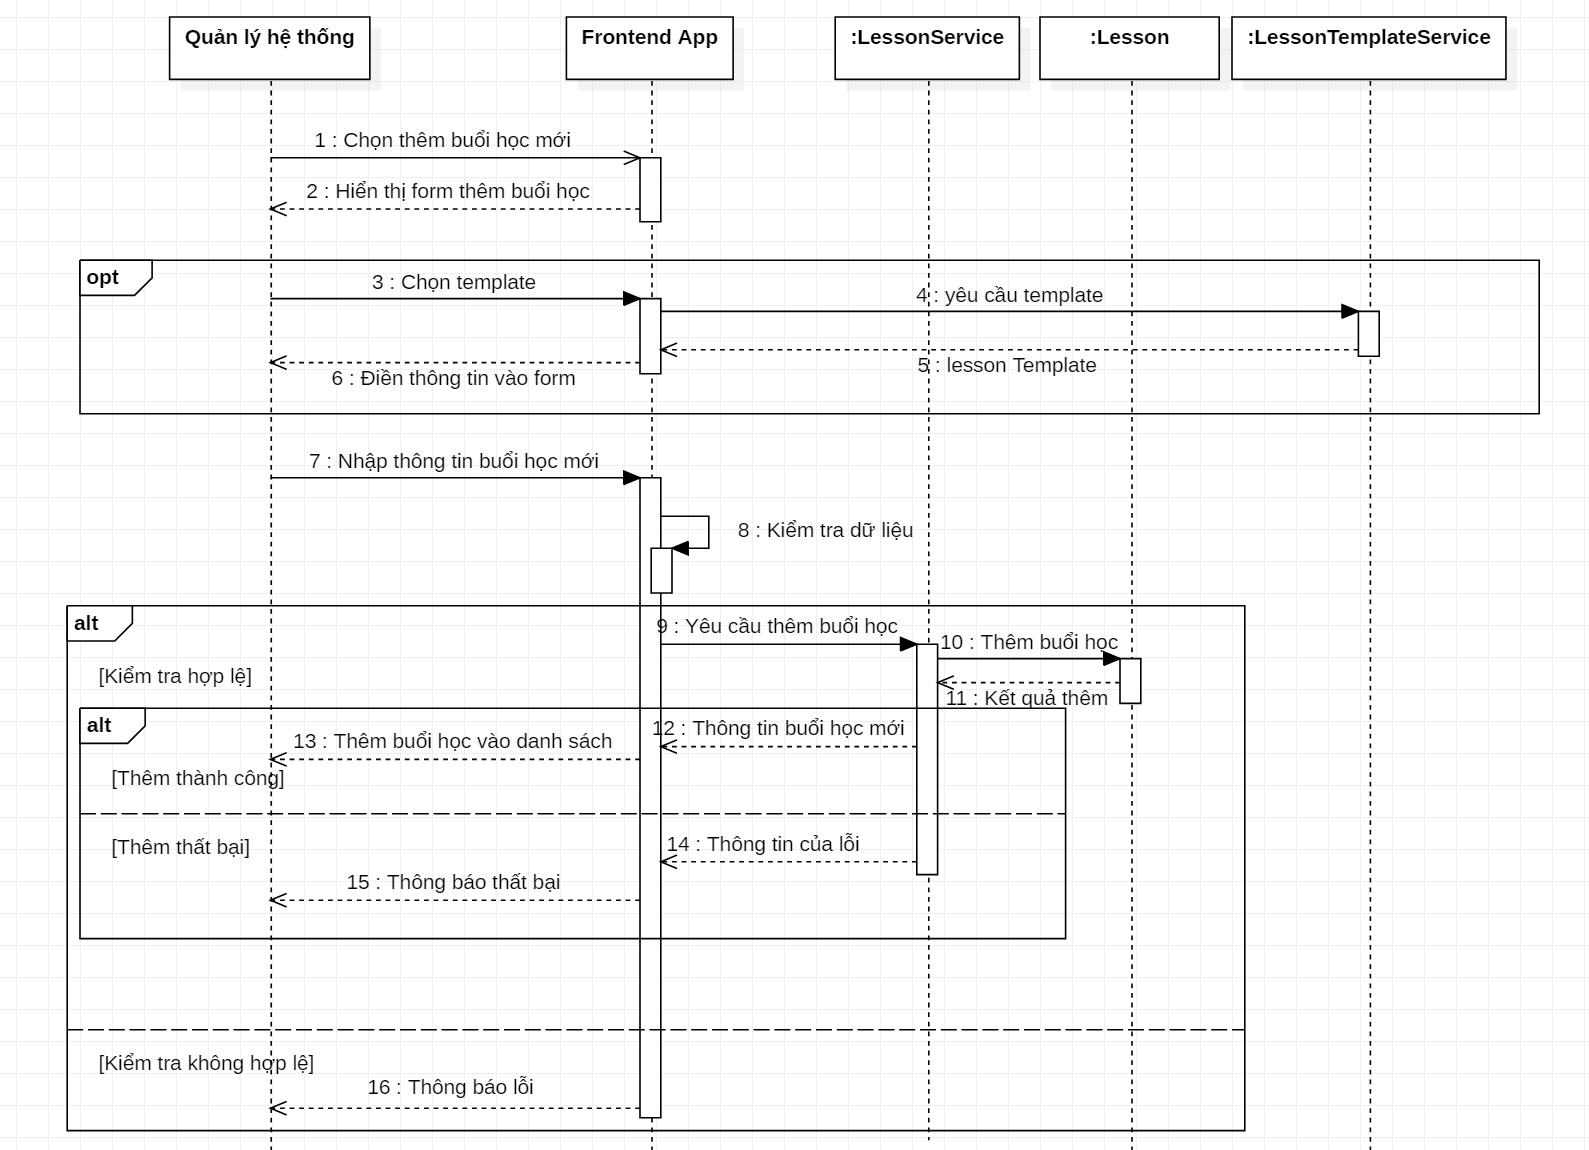 Quản lý hệ thống
Frontend App
:LessonService
:Lesson
:LessonTemplateService
1 : Chọn thêm buổi học mới
2 : Hiển thị form thêm buổi học
opt
3 : Chọn template
4 : yêu cầu template
5 : lesson Template
6 : Điền thông tin vào form
7 : Nhập thông tin buổi học mới
8 : Kiểm tra dữ liệu
alt
9 : Yêu cầu thêm buổi học
10 : Thêm buổi học
[Kiểm tra hợp lệ]
11 : Kết quả thêm
alt
12 : Thông tin buổi học mới
13 : Thêm buổi học vào danh sách
[Thêm thành công]
[Thêm thất bại]
14 : Thông tin của lỗi
15 : Thông báo thất bại
[Kiểm tra không hợp lệ]
16 : Thông báo lỗi